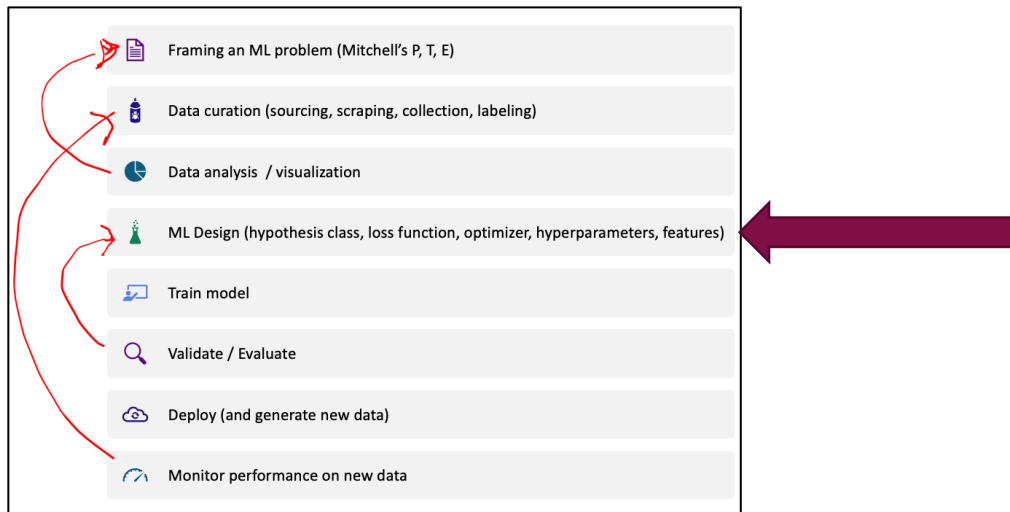 Framing an ML problem (Mitchell's P, T, E)
Data curation (sourcing, scraping, collection, labeling)
Data analysis / visualization
ML Design (hypothesis class, loss function, optimizer, hyperparameters, features)
Train model
Validate / Evaluate
Deploy (and generate new data)
Monitor performance on new data